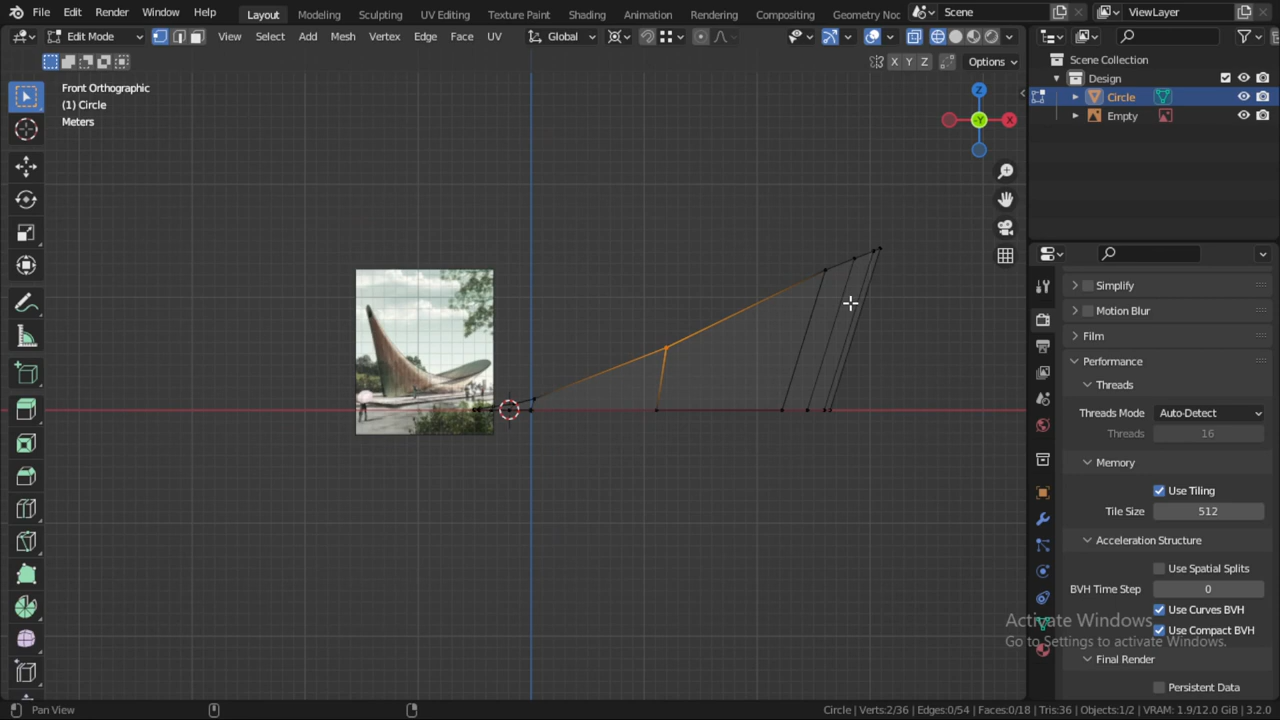 File Edit Render Window Help Layout Modeling Sculpting UV Editing Texture Paint Shading Animation Rendering Compositing Geometry Noc Scene ViewLayer
Edit Mode View Select Add Mesh Vertex Edge Face UV Global
X Y Z Options
Front Orthographic
(1) Circle
Meters
Z
Y
X
Scene Collection
Design
Circle
Empty
Simplify
Motion Blur
Film
Performance
Threads
Threads Mode Auto-Detect
Threads 16
Memory
Use Tiling
Tile Size 512
Acceleration Structure
Use Spatial Splits
BVH Time Step 0
Use Curves BVH
Use Compact BVH
Final Render
Persistent Data
Activate Windows
Go to Settings to activate Windows.
Pan View
Circle | Verts:2/36 | Edges:0/54 | Faces:0/18 | Tris:36 | Objects:1/2 | VRAM: 1.9/12.0 GiB | 3.2.0